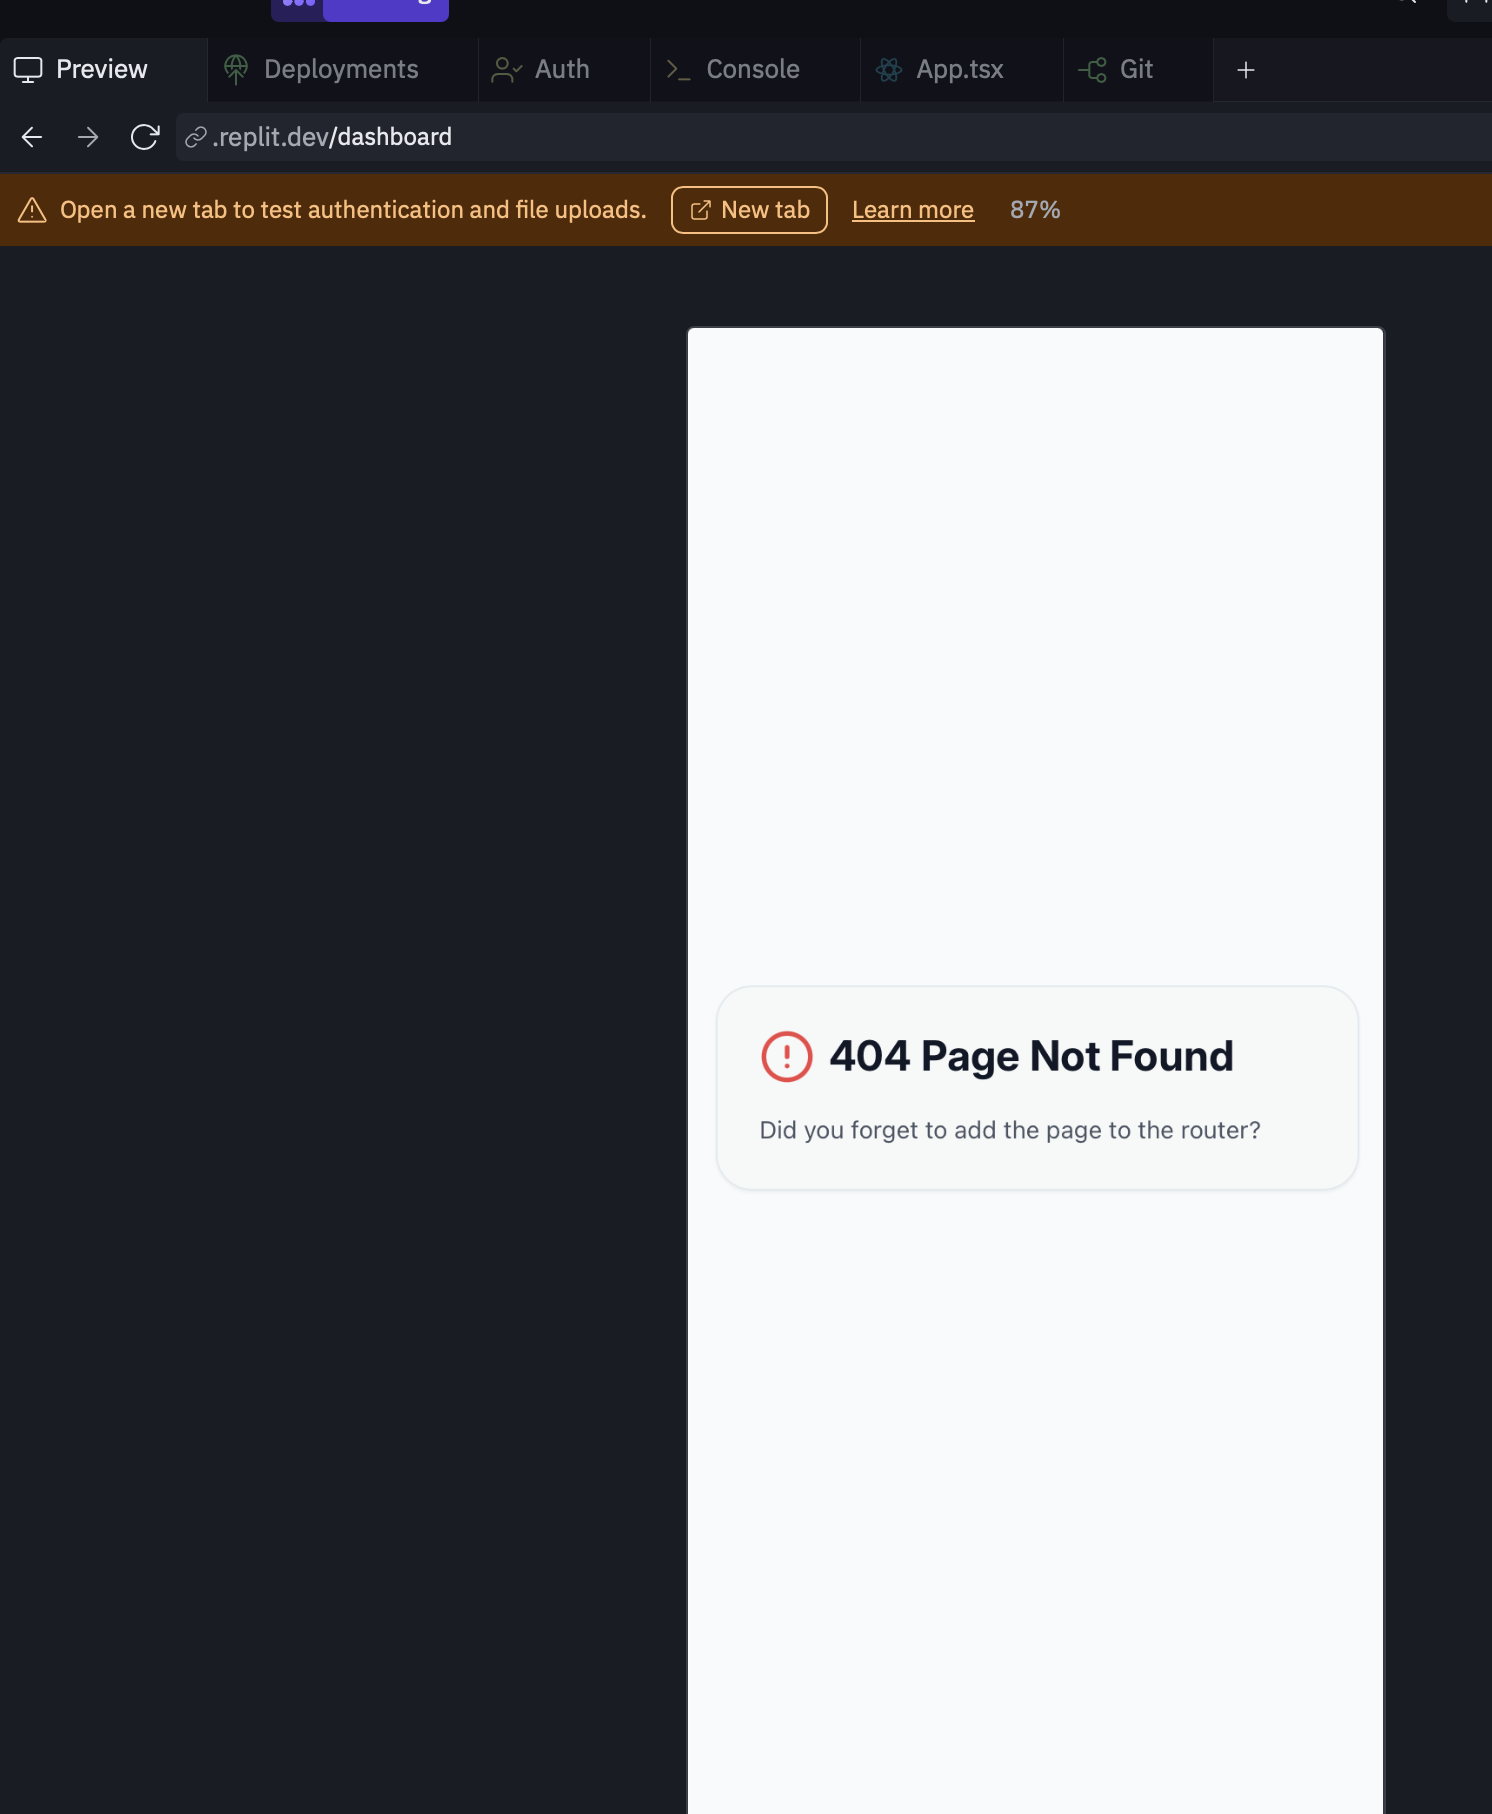 Preview
Deployments
Auth
Console
App.tsx
Git
.replit.dev/dashboard
Open a new tab to test authentication and file uploads.
New tab
Learn more
87%
404 Page Not Found
Did you forget to add the page to the router?